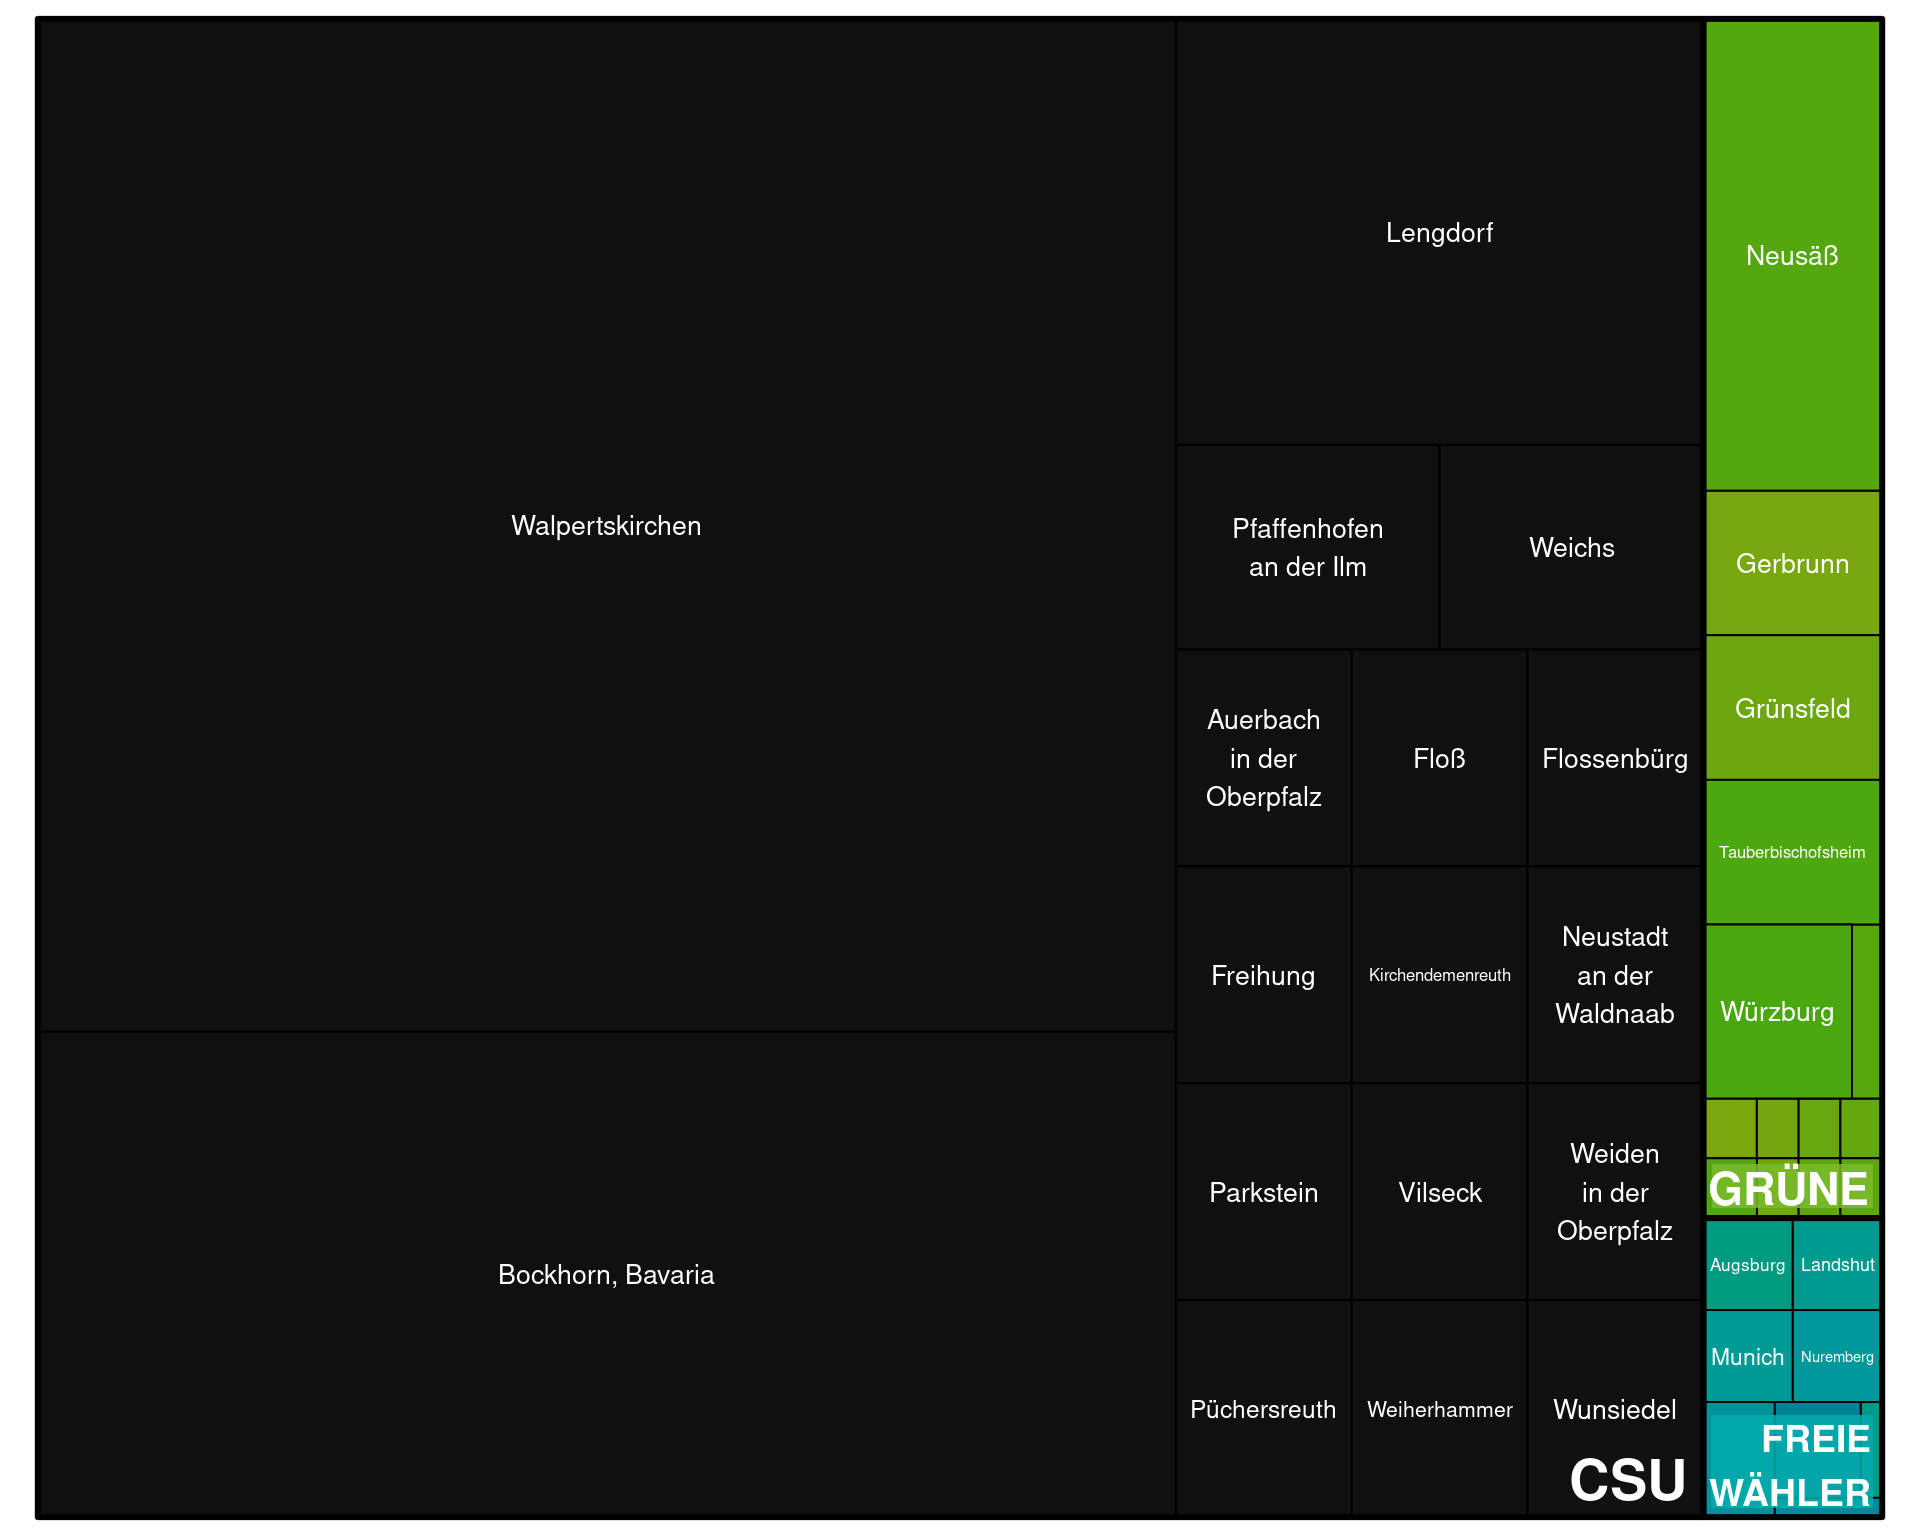 Walpertskirchen
Bockhorn, Bavaria
Lengdorf
Pfaffenhofen
an der Ilm
Weichs
Auerbach
in der
Oberpfalz
Floß
Flossenbürg
Freihung
Kirchendemenreuth
Neustadt
an der
Waldnaab
Parkstein
Vilseck
Weiden
in der
Oberpfalz
Püchersreuth
Weiherhammer
Wunsiedel
CSU
Neusäß
Gerbrunn
Grünsfeld
Tauberbischofsheim
Würzburg
GRÜNE
Augsburg
Landshut
Munich
Nuremberg
FREIE
WÄHLER